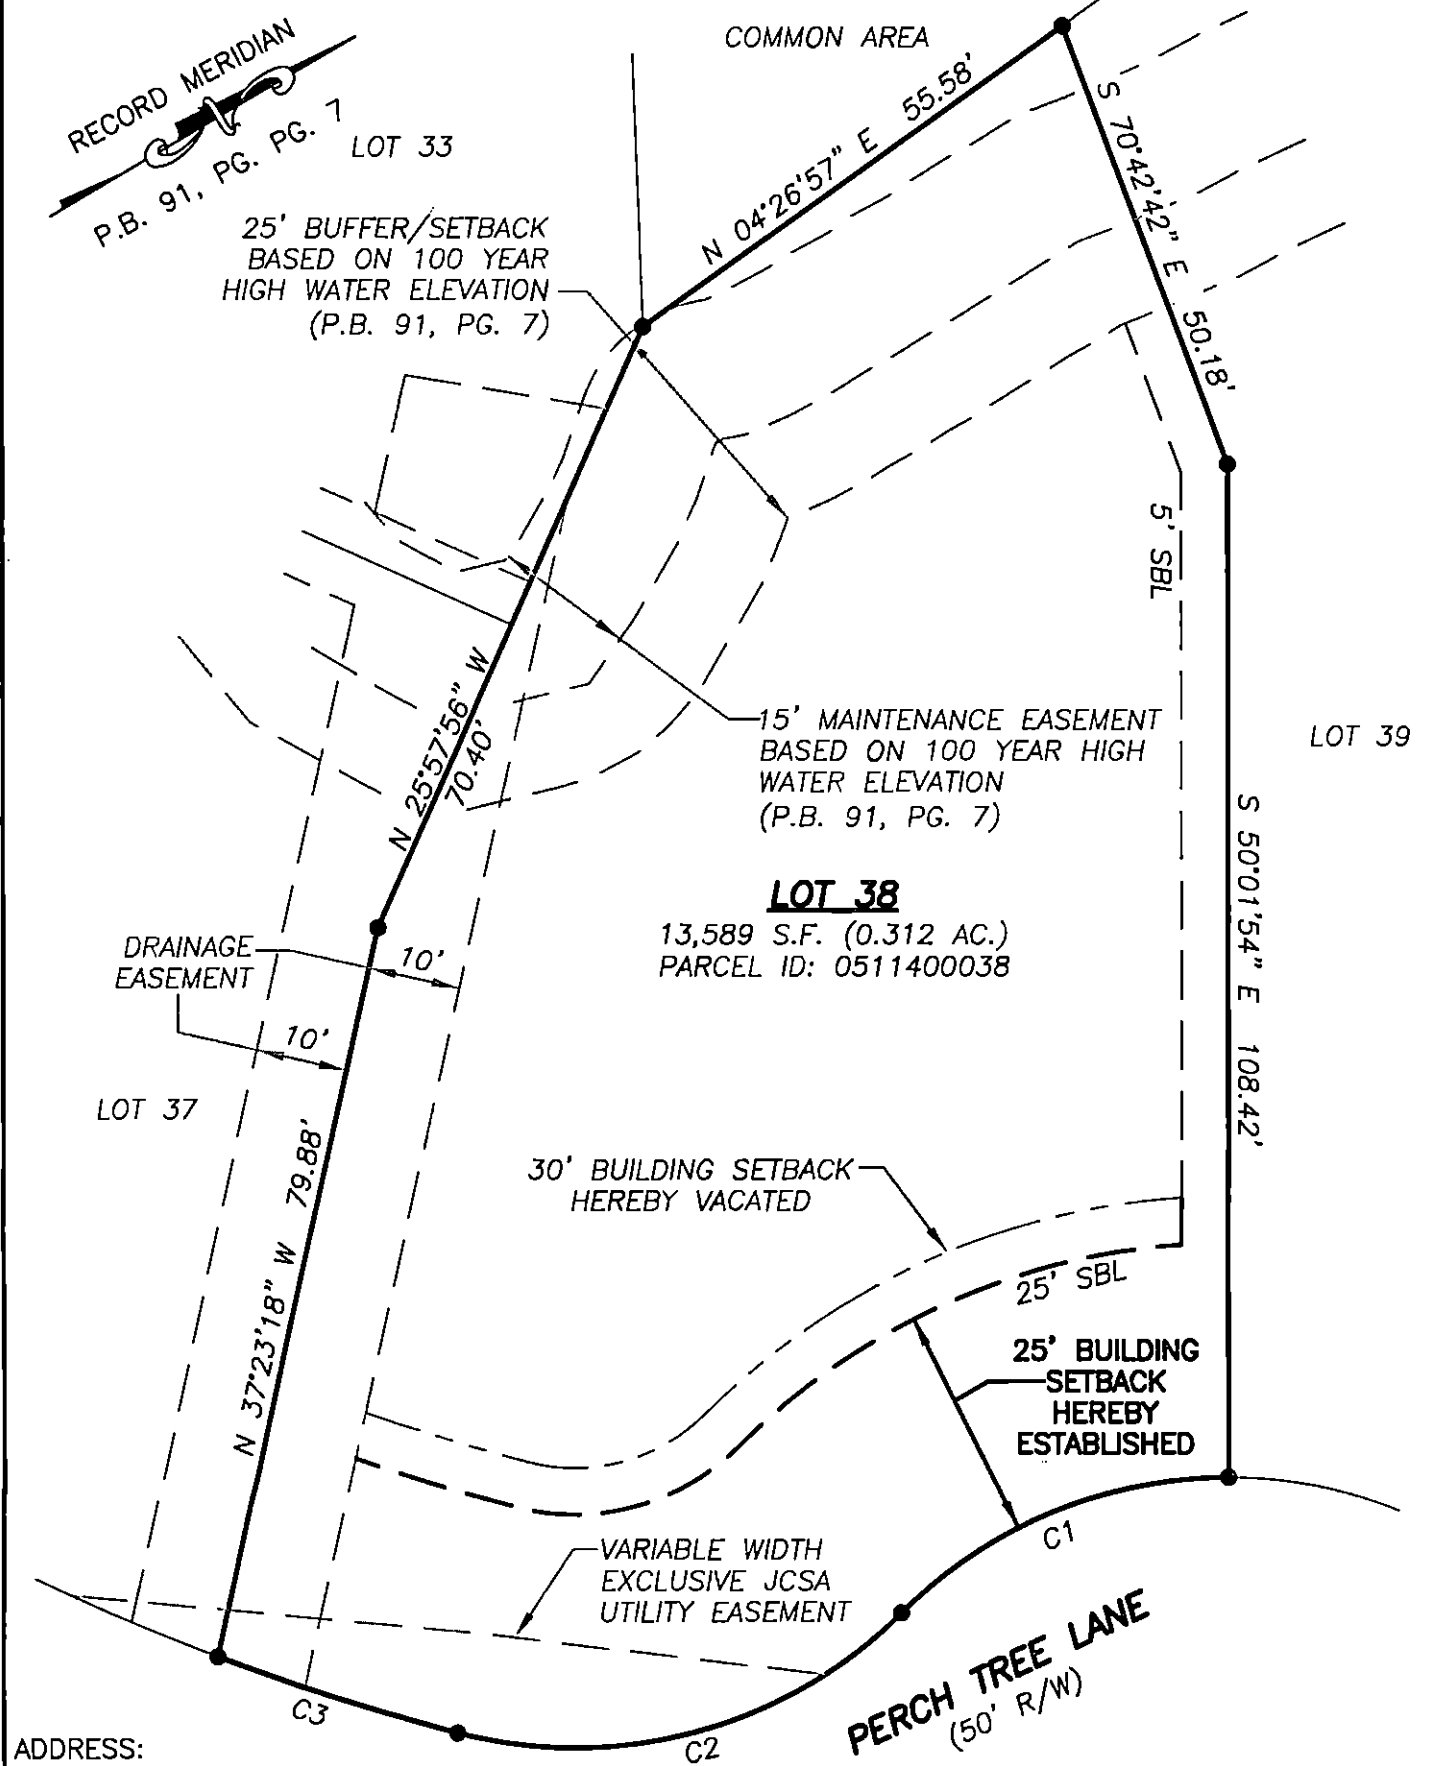 COMMON AREA
RECORD MERIDIAN
P.B. 91, PG. PG. 7
LOT 33
N 04°26'57" E 55.58'
S 70°42'42" E 50.18'
25' BUFFER/SETBACK
BASED ON 100 YEAR
HIGH WATER ELEVATION
(P.B. 91, PG. 7)
5' SBL
N 25°57'56" W
70.40'
15' MAINTENANCE EASEMENT
BASED ON 100 YEAR HIGH
WATER ELEVATION
(P.B. 91, PG. 7)
LOT 39
S 50°01'54" E 108.42'
LOT 38
13,589 S.F. (0.312 AC.)
PARCEL ID: 0511400038
DRAINAGE
EASEMENT
10'
10'
LOT 37
N 37°23'18" W 79.88'
30' BUILDING SETBACK
HEREBY VACATED
25' SBL
25' BUILDING
SETBACK
HEREBY
ESTABLISHED
C1
VARIABLE WIDTH
EXCLUSIVE JCSA
UTILITY EASEMENT
PERCH TREE LANE
(50' R/W)
C3
C2
ADDRESS: